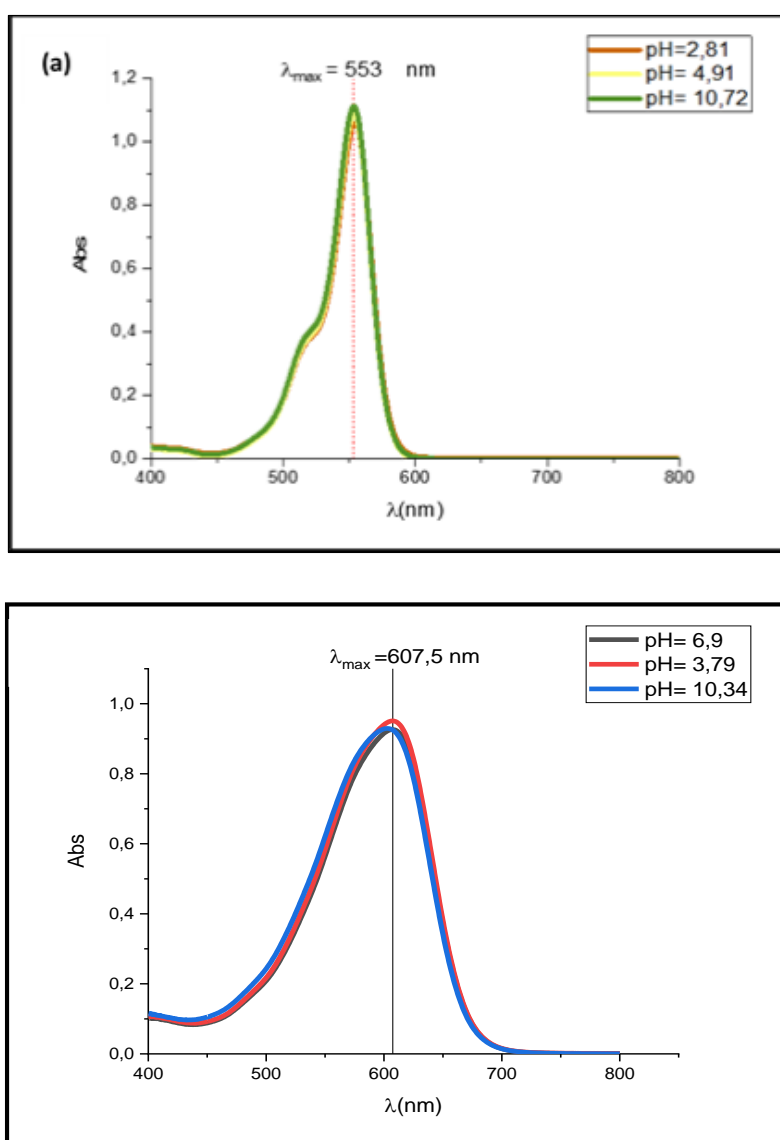 (a)
λmax = 553 nm
pH=2,81
pH= 4,91
pH= 10,72
1,2
1,0
0,8
0,6
0,4
0,2
0,0
Abs
400 500 600 700 800
λ(nm)
λmax =607,5 nm
pH= 6,9
pH= 3,79
pH= 10,34
1,0
0,8
0,6
0,4
0,2
0,0
Abs
400 500 600 700 800
λ(nm)